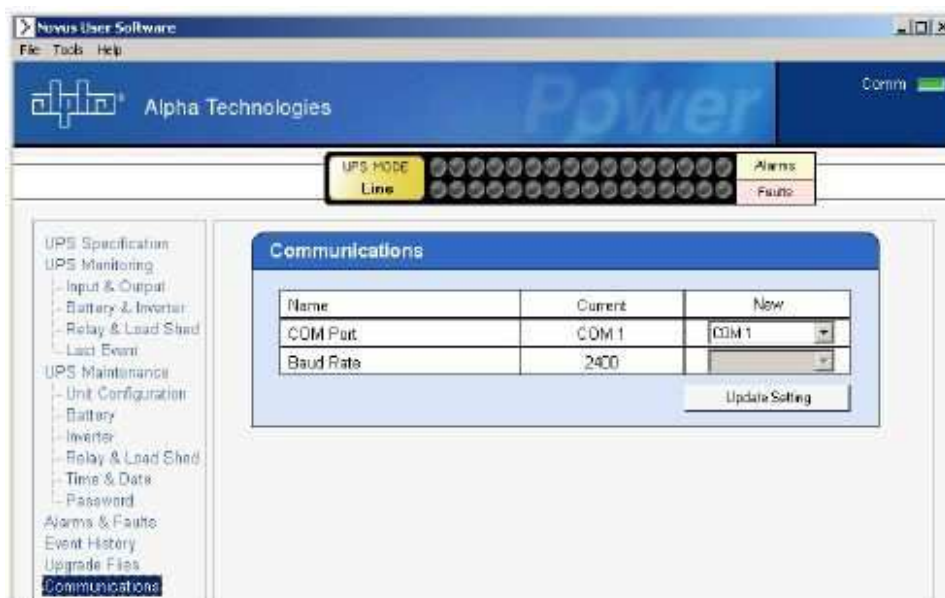 Novus User Software
File Tools Help
alpha®
Alpha Technologies
Power
Comm
UPS MODE
Line
Alarms
Faults
UPS Specification
UPS Monitoring
Input & Output
Battery & Inverter
Relay & Load Shed
Last Event
UPS Maintenance
Unit Configuration
Battery
Inverter
Relay & Load Shed
Time & Date
Password
Alarms & Faults
Event History
Upgrade Files
Communications
Communications
Name Current New
COM Port COM 1 COM 1
Baud Rate 2400
Update Setting